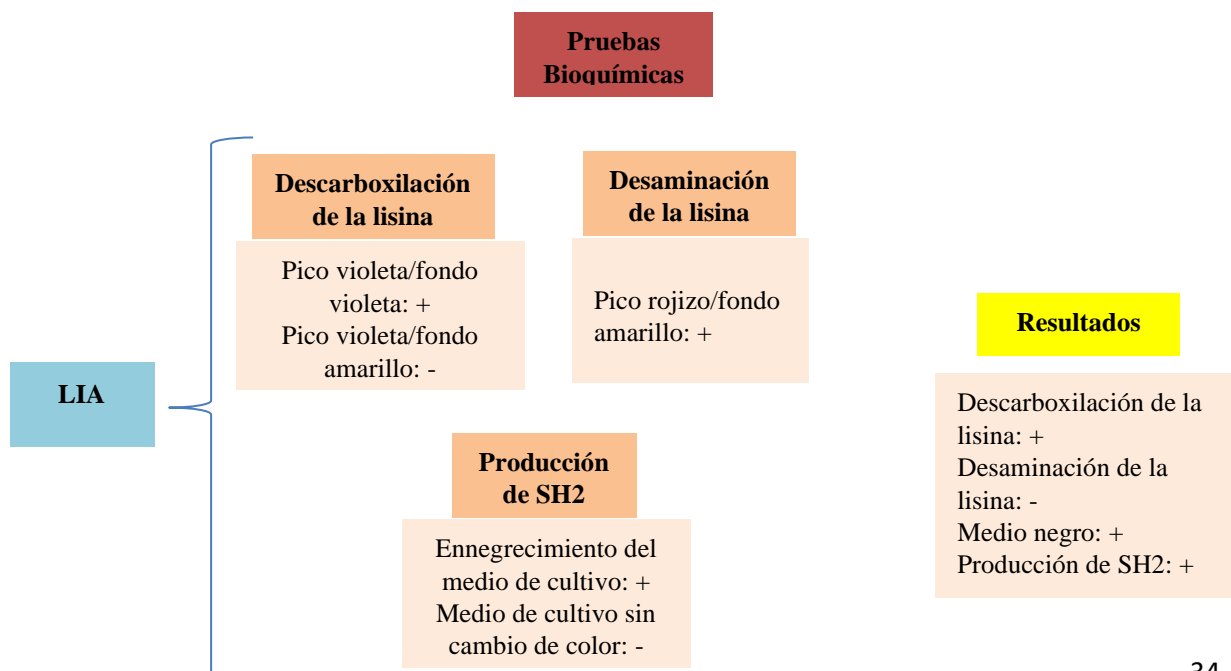 Pruebas
Bioquímicas
Descarboxilación
de la lisina
Pico violeta/fondo
violeta: +
Pico violeta/fondo
amarillo: -
Desaminación
de la lisina
Pico rojizo/fondo
amarillo: +
LIA
Producción
de SH2
Ennegrecimiento del
medio de cultivo: +
Medio de cultivo sin
cambio de color: -
Resultados
Descarboxilación de la
lisina: +
Desaminación de la
lisina: -
Medio negro: +
Producción de SH2: +
34